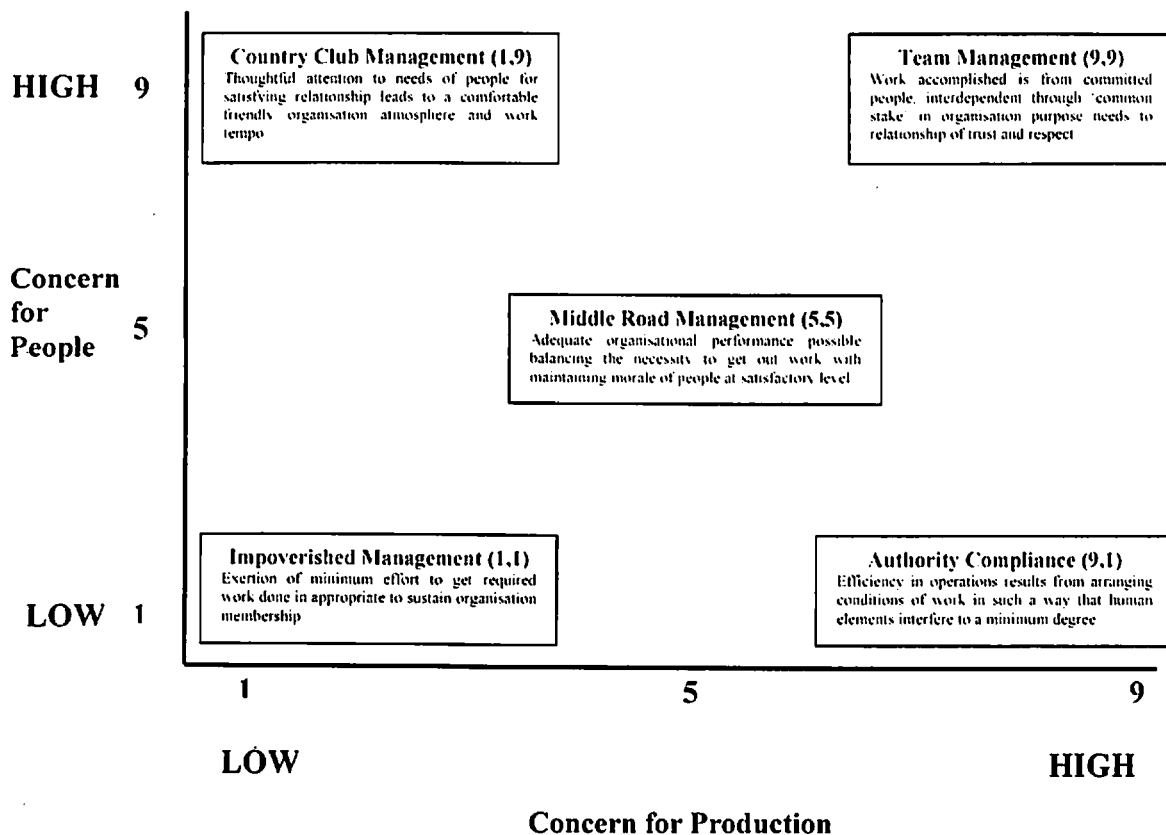 Country Club Management (1,9)
Thoughtful attention to needs of people for
satisfying relationship leads to a comfortable
friendly organisation atmosphere and work
tempo
Team Management (9,9)
Work accomplished is from committed
people, interdependent through 'common
stake' in organisation purpose needs to
relationship of trust and respect
HIGH 9
Concern
for
People
5
Middle Road Management (5,5)
Adequate organisational performance possible
balancing the necessity to get out work with
maintaining morale of people at satisfactory level
Impoverished Management (1,1)
Exertion of minimum effort to get required
work done in appropriate to sustain organisation
membership
Authority Compliance (9,1)
Efficiency in operations results from arranging
conditions of work in such a way that human
elements interfere to a minimum degree
LOW 1
1 5 9
LOW HIGH
Concern for Production